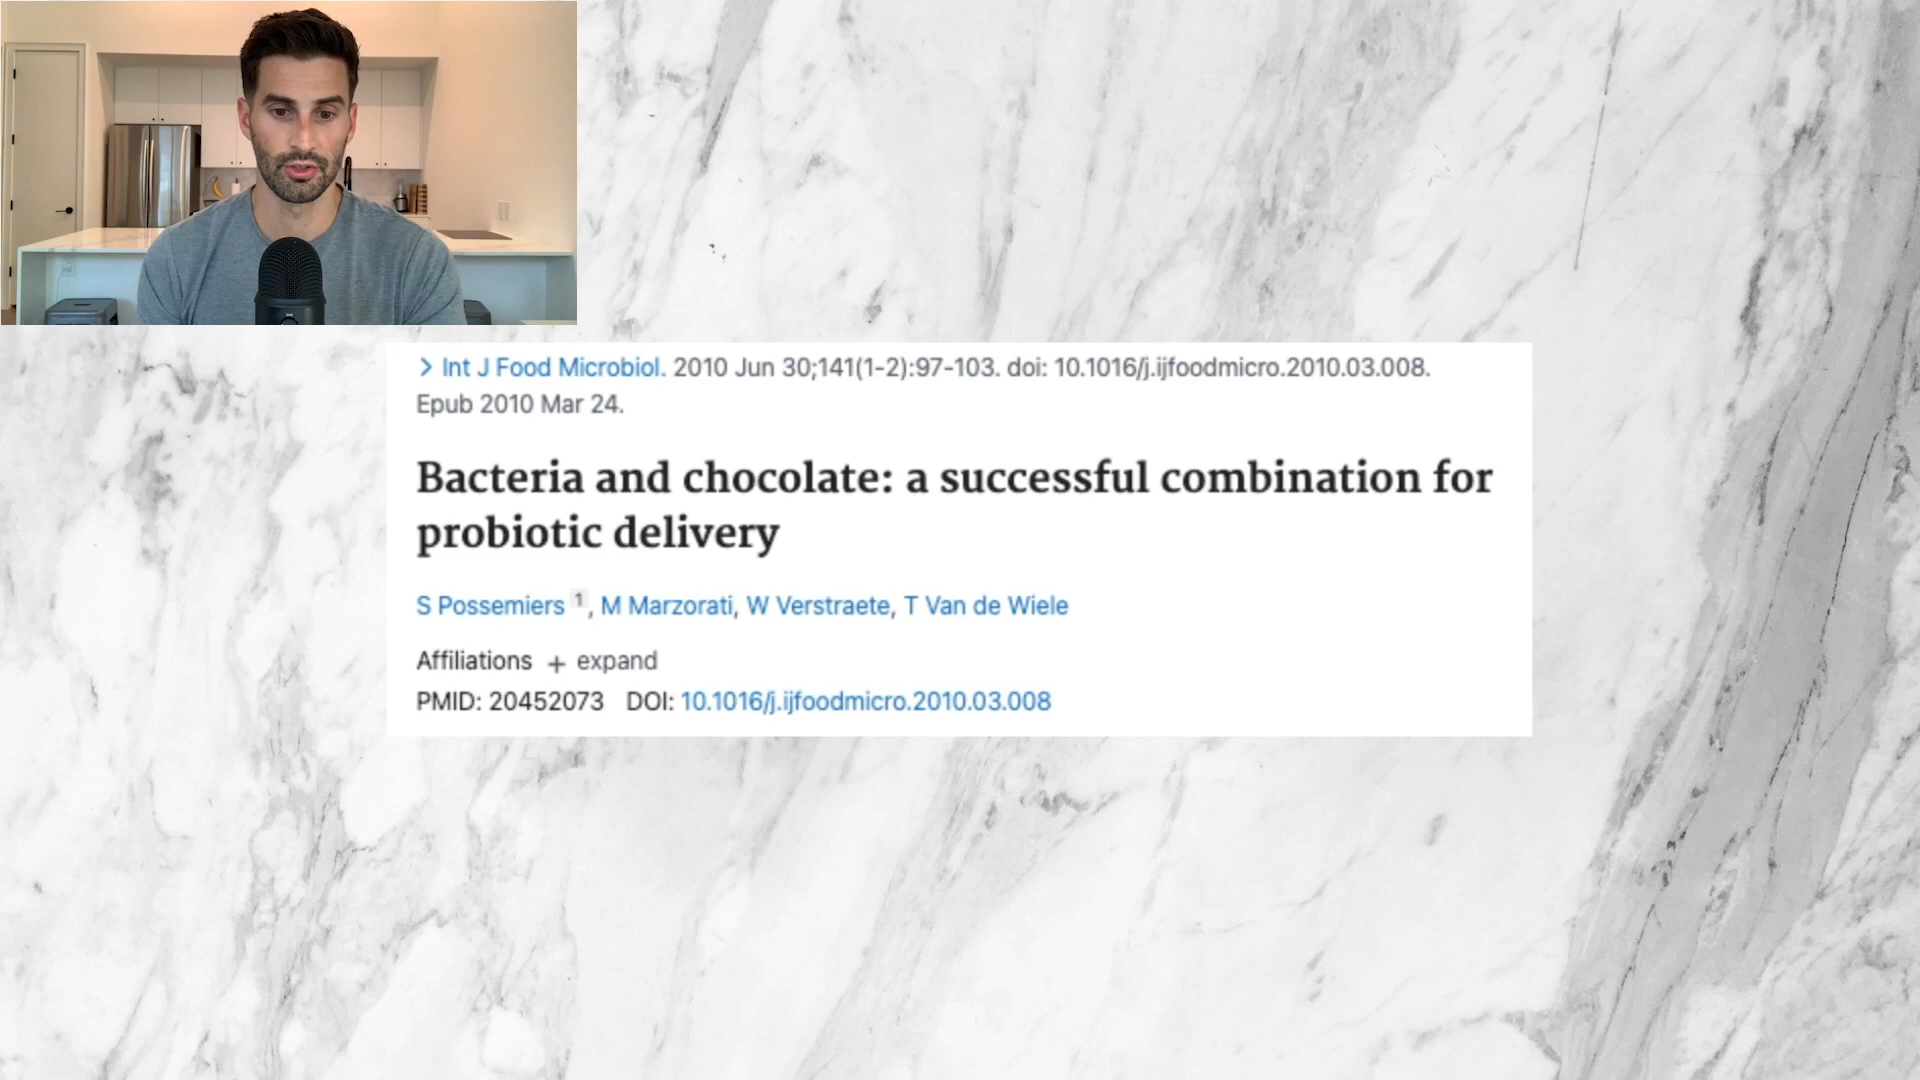 > Int J Food Microbiol. 2010 Jun 30;141(1-2):97-103. doi: 10.1016/j.ijfoodmicro.2010.03.008.
Epub 2010 Mar 24.
Bacteria and chocolate: a successful combination for
probiotic delivery
S Possemiers 1, M Marzorati, W Verstraete, T Van de Wiele
Affiliations + expand
PMID: 20452073 DOI: 10.1016/j.ijfoodmicro.2010.03.008